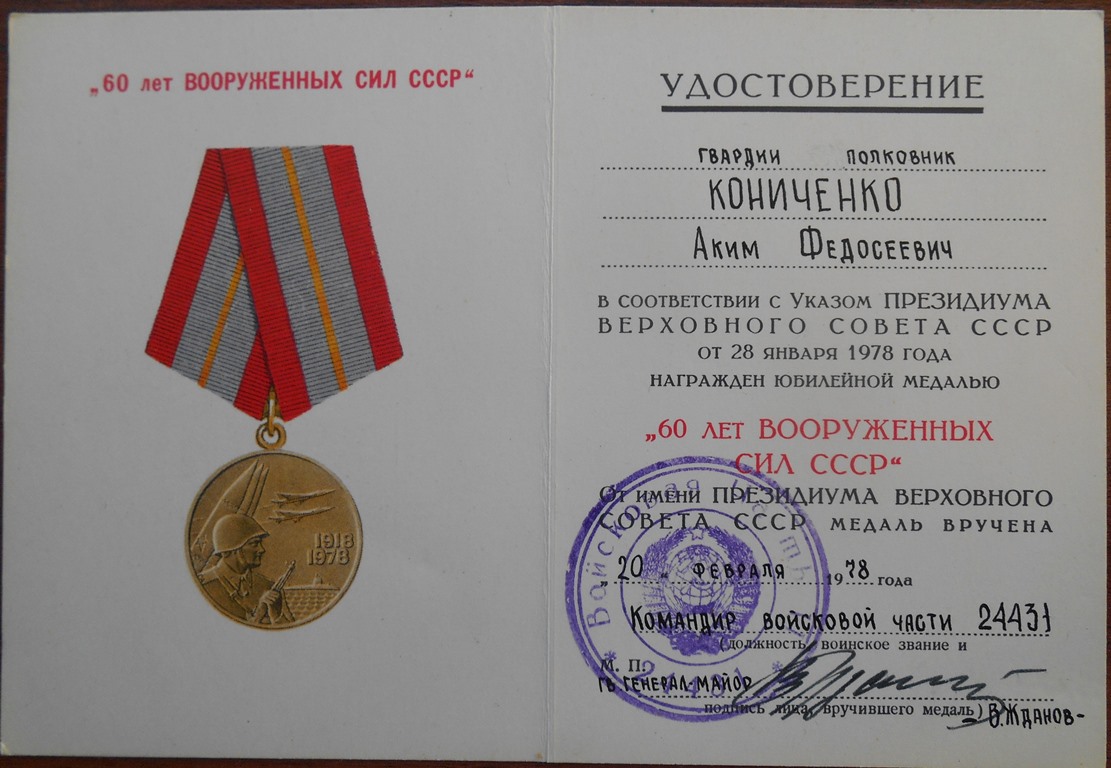 „60 лет ВООРУЖЕННЫХ СИЛ СССР“
1918
1978
УДОСТОВЕРЕНИЕ
ГВАРДИИ ПОЛКОВНИК
КОНИЧЕНКО
Аким Федосеевич
в соответствии с Указом ПРЕЗИДИУМА
ВЕРХОВНОГО СОВЕТА СССР
от 28 января 1978 года
награжден юбилейной медалью
„60 лет ВООРУЖЕННЫХ
СИЛ СССР“
От имени ПРЕЗИДИУМА ВЕРХОВНОГО
СОВЕТА СССР медаль вручена
„20“ ФЕВРАЛЯ 1978 года
Командир войсковой части 24431
(должность, воинское звание и
М. П.
ГВ. ГЕНЕРАЛ-МАЙОР
подпись лица, вручившего медаль)
- В. ЖДАНОВ -
* Войсковая часть *